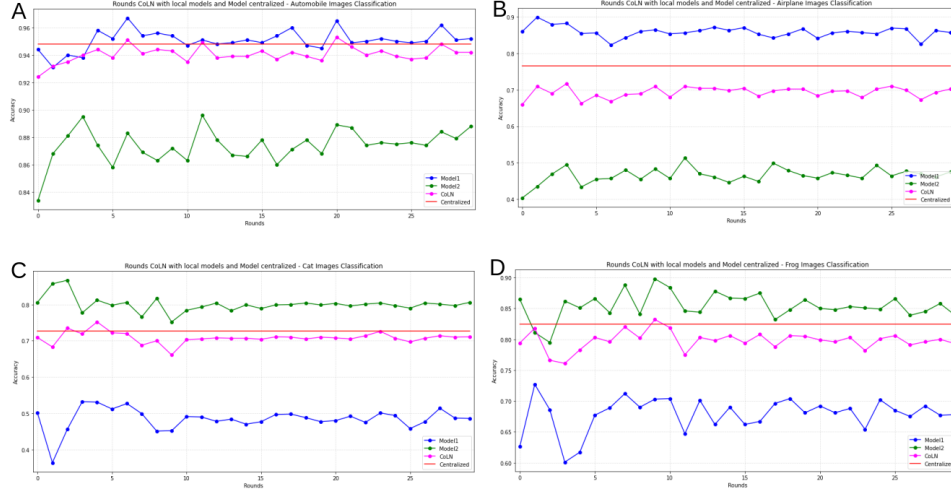 A
Rounds CoLN with local models and Model centralized - Automobile Images Classification
Accuracy
0.96
0.94
0.92
0.90
0.88
0.86
0.84
0
5
10
15
20
25
Rounds
Model1
Model2
CoLN
Centralized
B
Rounds CoLN with local models and Model centralized - Airplane Images Classification
Accuracy
0.9
0.8
0.7
0.6
0.5
0.4
0
5
10
15
20
25
Rounds
Model1
Model2
CoLN
Centralized
C
Rounds CoLN with local models and Model centralized - Cat Images Classification
Accuracy
0.8
0.7
0.6
0.5
0.4
0
5
10
15
20
25
Rounds
Model1
Model2
CoLN
Centralized
D
Rounds CoLN with local models and Model centralized - Frog Images Classification
Accuracy
0.90
0.85
0.80
0.75
0.70
0.65
0.60
0
5
10
15
20
25
Rounds
Model1
Model2
CoLN
Centralized